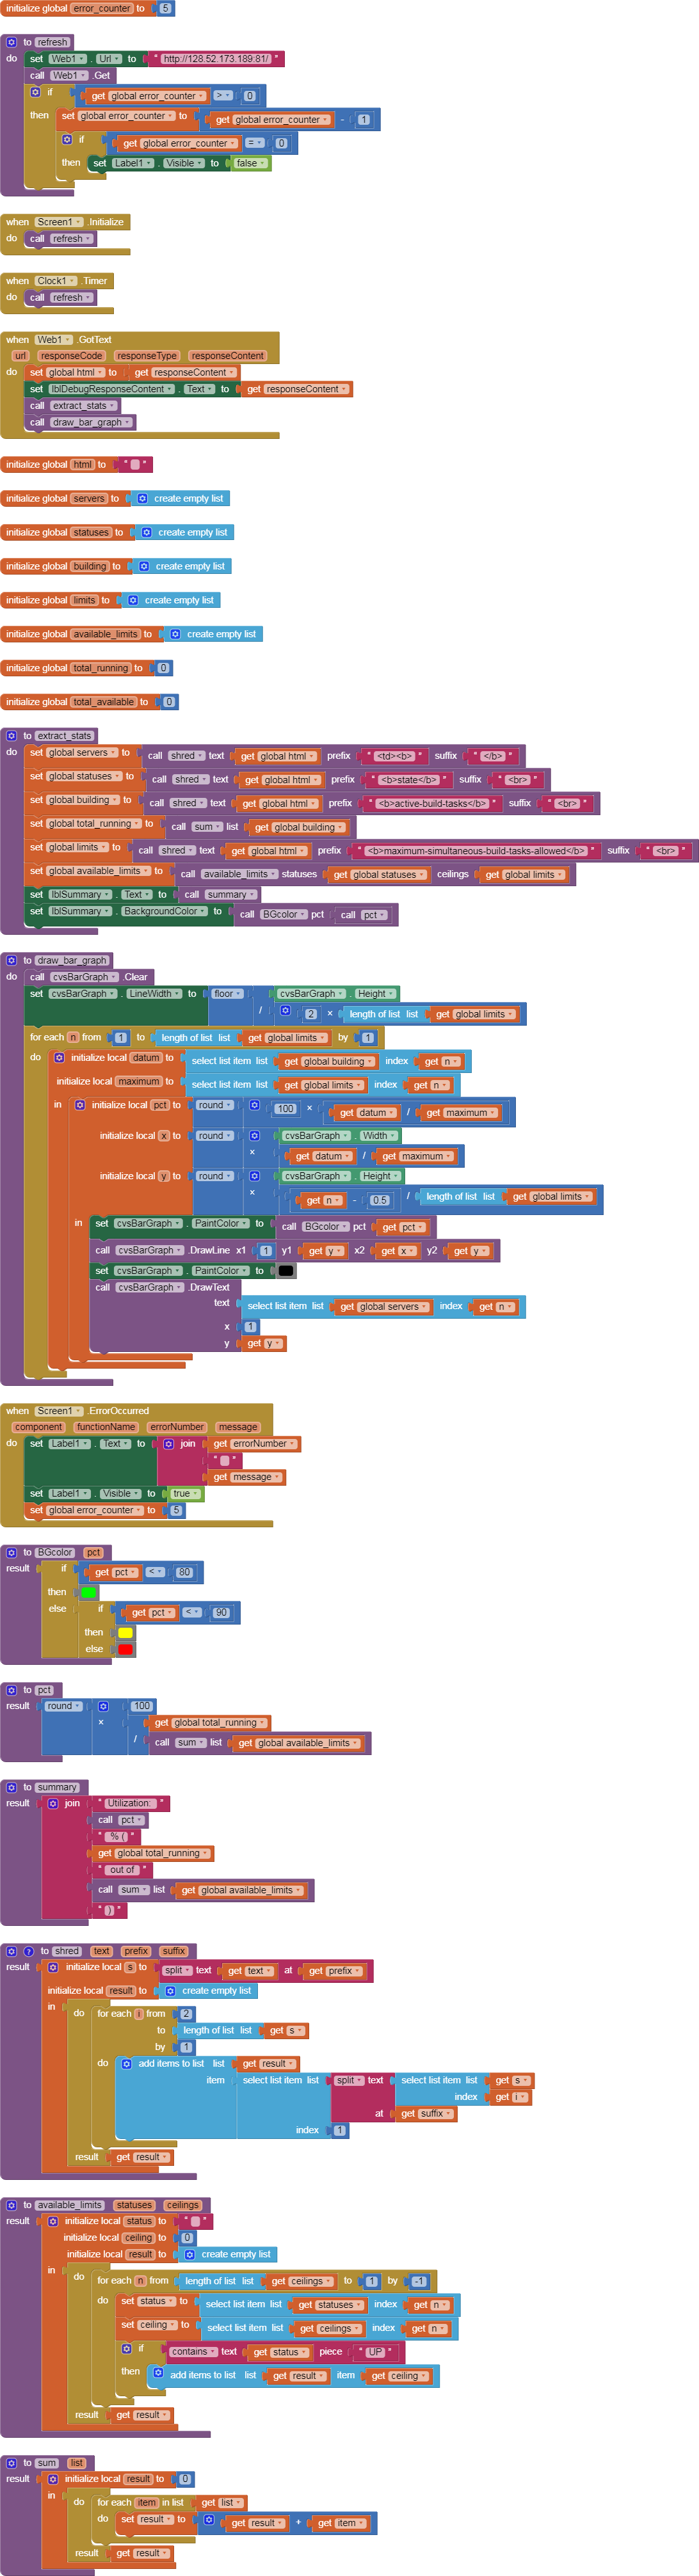 initialize global error_counter to 5
to refresh
do set Web1 . Url to " http://128.52.173.189:81/ "
call Web1 .Get
if get global error_counter > 0
then set global error_counter to get global error_counter - 1
if get global error_counter = 0
then set Label1 . Visible to false
when Screen1 .Initialize
do call refresh
when Clock1 .Timer
do call refresh
when Web1 .GotText
url responseCode responseType responseContent
do set global html to get responseContent
set lblDebugResponseContent . Text to get responseContent
call extract_stats
call draw_bar_graph
initialize global html to " "
initialize global servers to create empty list
initialize global statuses to create empty list
initialize global building to create empty list
initialize global limits to create empty list
initialize global available_limits to create empty list
initialize global total_running to 0
initialize global total_available to 0
to extract_stats
do set global servers to call shred text get global html prefix " <td><b> " suffix " </b> "
set global statuses to call shred text get global html prefix " <b>state</b> " suffix " <br> "
set global building to call shred text get global html prefix " <b>active-build-tasks</b> " suffix " <br> "
set global total_running to call sum list get global building
set global limits to call shred text get global html prefix " <b>maximum-simultaneous-build-tasks-allowed</b> " suffix " <br> "
set global available_limits to call available_limits statuses get global statuses ceilings get global limits
set lblSummary . Text to call summary
set lblSummary . BackgroundColor to call BGcolor pct call pct
to draw_bar_graph
do call cvsBarGraph .Clear
set cvsBarGraph . LineWidth to floor cvsBarGraph . Height
/ 2 × length of list list get global limits
for each n from 1 to length of list list get global limits by 1
do initialize local datum to select list item list get global building index get n
initialize local maximum to select list item list get global limits index get n
in initialize local pct to round 100 × get datum / get maximum
initialize local x to round cvsBarGraph . Width
× get datum / get maximum
initialize local y to round cvsBarGraph . Height
× get n - 0.5 / length of list list get global limits
in set cvsBarGraph . PaintColor to call BGcolor pct get pct
call cvsBarGraph .DrawLine x1 1 y1 get y x2 get x y2 get y
set cvsBarGraph . PaintColor to
call cvsBarGraph .DrawText
text select list item list get global servers index get n
x 1
y get y
when Screen1 .ErrorOccurred
component functionName errorNumber message
do set Label1 . Text to join get errorNumber
" "
get message
set Label1 . Visible to true
set global error_counter to 5
to BGcolor pct
result if get pct < 80
then
else if get pct < 90
then
else
to pct
result round 100
× get global total_running
/ call sum list get global available_limits
to summary
result join " Utilization: "
call pct
" % ( "
get global total_running
" out of "
call sum list get global available_limits
" ) "
? to shred text prefix suffix
result initialize local s to split text get text at get prefix
initialize local result to create empty list
in do for each i from 2
to length of list list get s
by 1
do add items to list list get result
item select list item list split text select list item list get s
index get i
at get suffix
index 1
result get result
to available_limits statuses ceilings
result initialize local status to " "
initialize local ceiling to 0
initialize local result to create empty list
in do for each n from length of list list get ceilings to 1 by -1
do set status to select list item list get statuses index get n
set ceiling to select list item list get ceilings index get n
if contains text get status piece " UP "
then add items to list list get result item get ceiling
result get result
to sum list
result initialize local result to 0
in do for each item in list get list
do set result to get result + get item
result get result